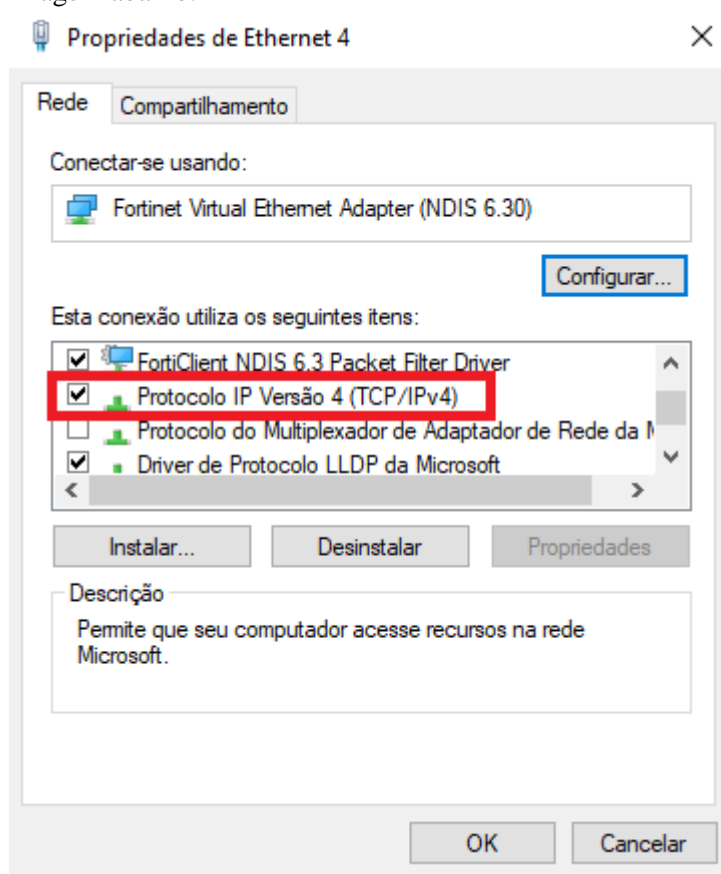 Propriedades de Ethernet 4
Rede
Compartilhamento
Conectar-se usando:
Fortinet Virtual Ethernet Adapter (NDIS 6.30)
Configurar...
Esta conexão utiliza os seguintes itens:
FortiClient NDIS 6.3 Packet Filter Driver
Protocolo IP Versão 4 (TCP/IPv4)
Protocolo do Multiplexador de Adaptador de Rede da
Driver de Protocolo LLDP da Microsoft
Instalar...
Desinstalar
Propriedades
Descrição
Permite que seu computador acesse recursos na rede
Microsoft.
OK
Cancelar